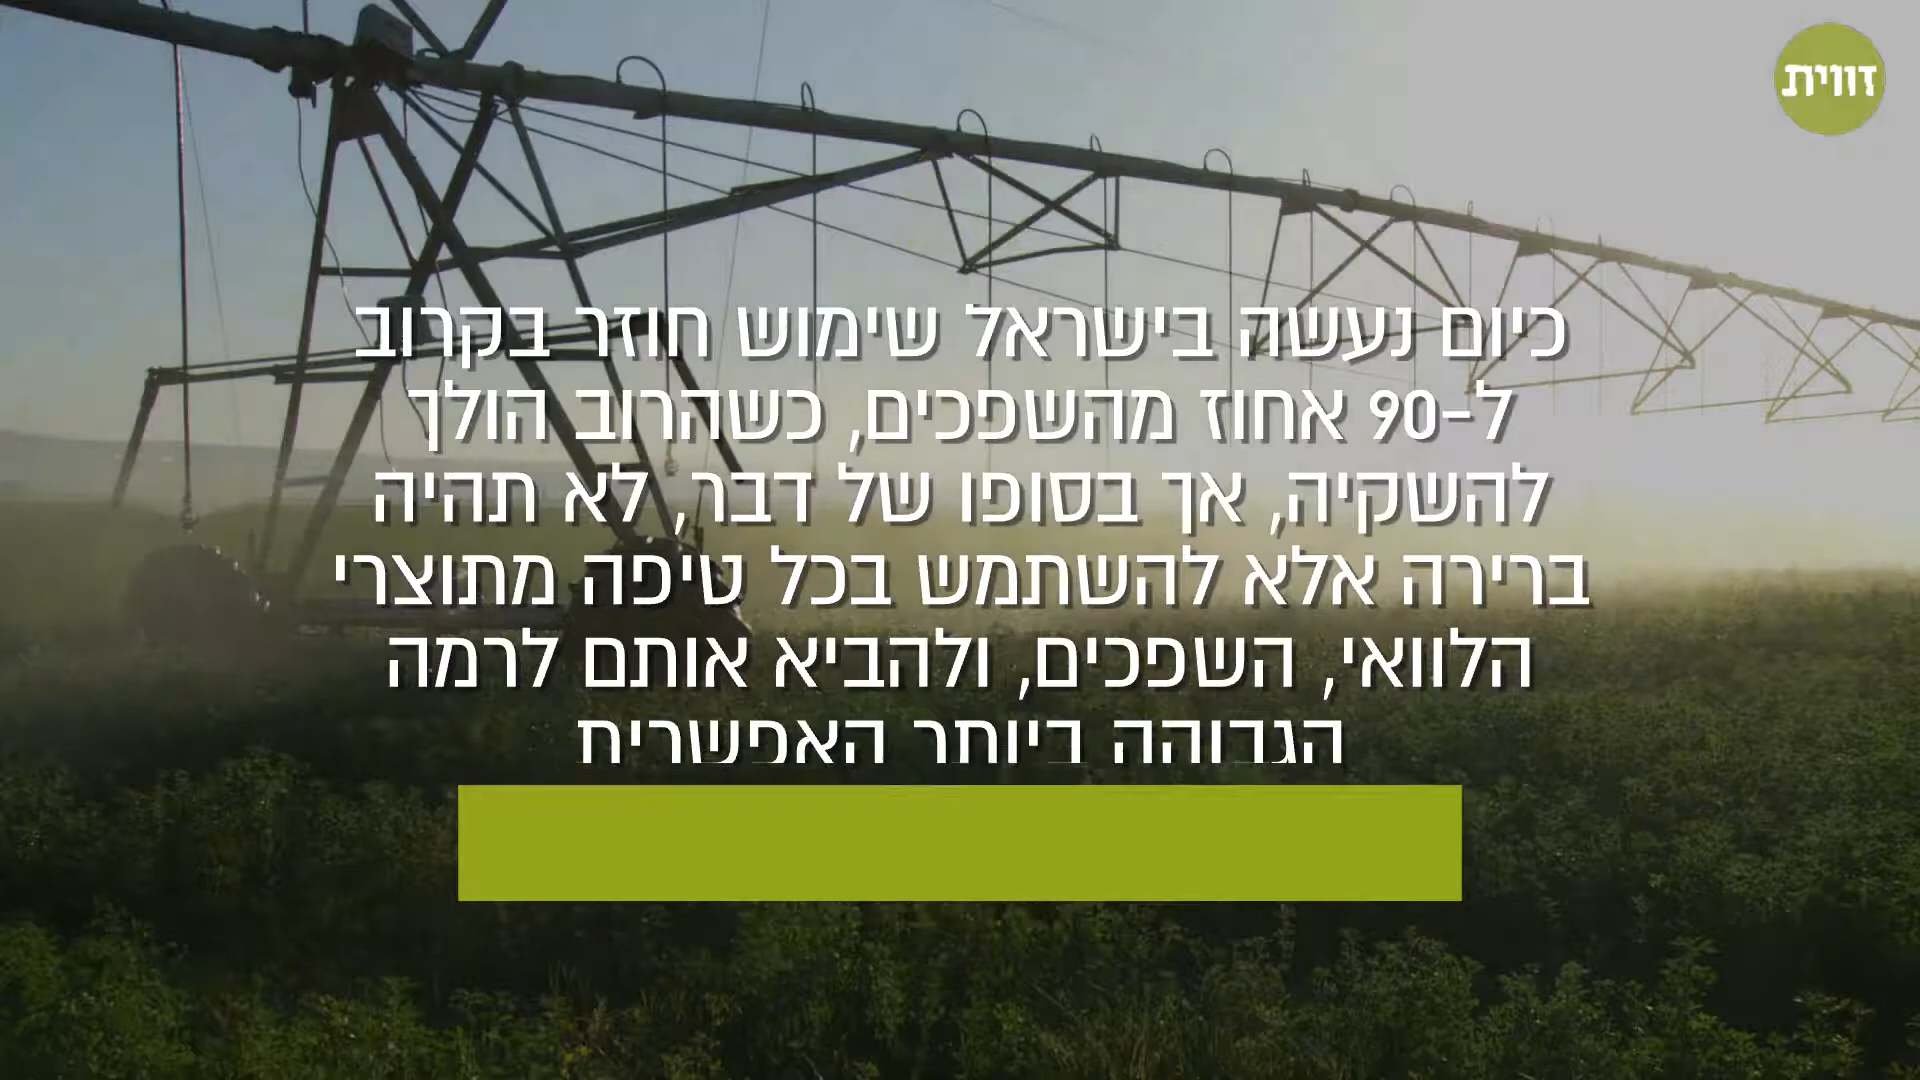 זווית
כיום נעשה בישראל שימוש חוזר בקרוב
ל-90 אחוז מהשפכים, כשהרוב הולך
להשקיה, אך בסופו של דבר, לא תהיה
ברירה אלא להשתמש בכל טיפה מתוצרי
הלוואי, השפכים, ולהביא אותם לרמה
הגבוהה ביותר האפשרית